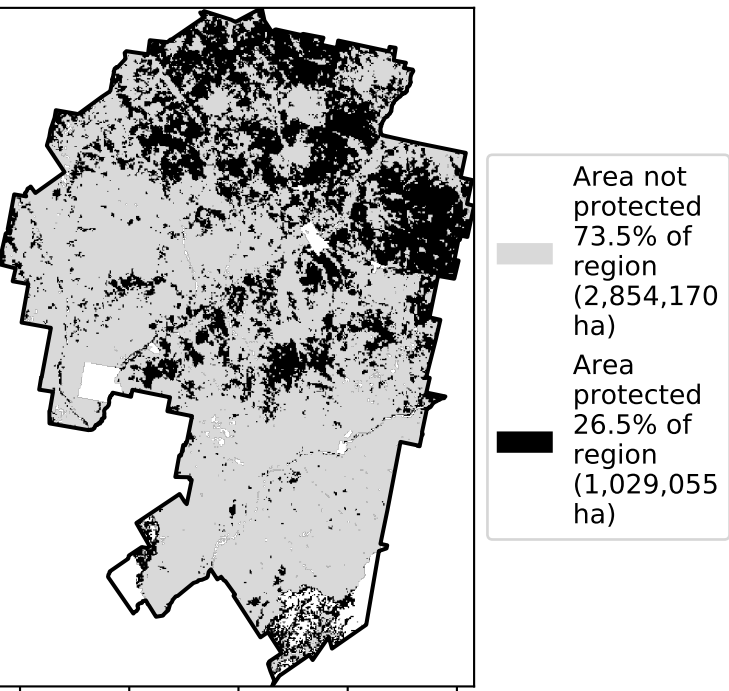 Area not
protected
73.5% of
region
(2,854,170
ha)
Area
protected
26.5% of
region
(1,029,055
ha)